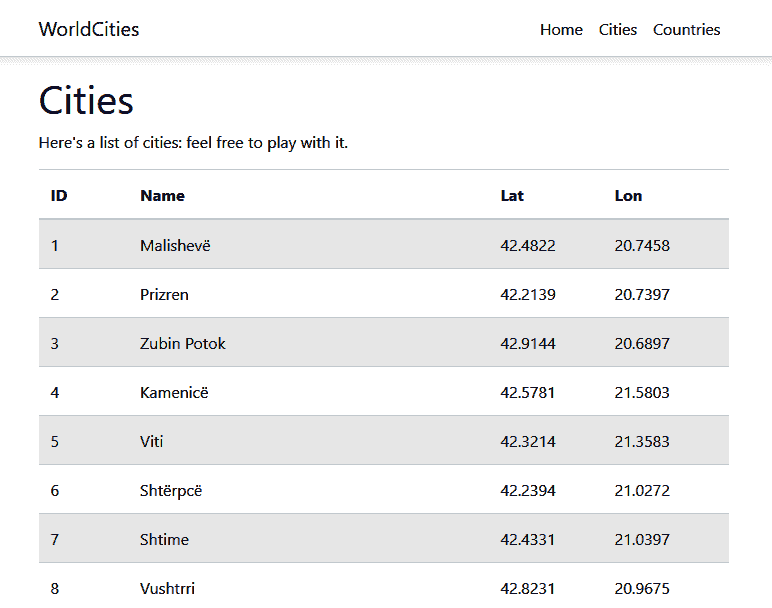 WorldCities Home Cities Countries
Cities
Here's a list of cities: feel free to play with it.
ID Name Lat Lon
1 Malishevë 42.4822 20.7458
2 Prizren 42.2139 20.7397
3 Zubin Potok 42.9144 20.6897
4 Kamenicë 42.5781 21.5803
5 Viti 42.3214 21.3583
6 Shtërpcë 42.2394 21.0272
7 Shtime 42.4331 21.0397
8 Vushtrri 42.8231 20.9675